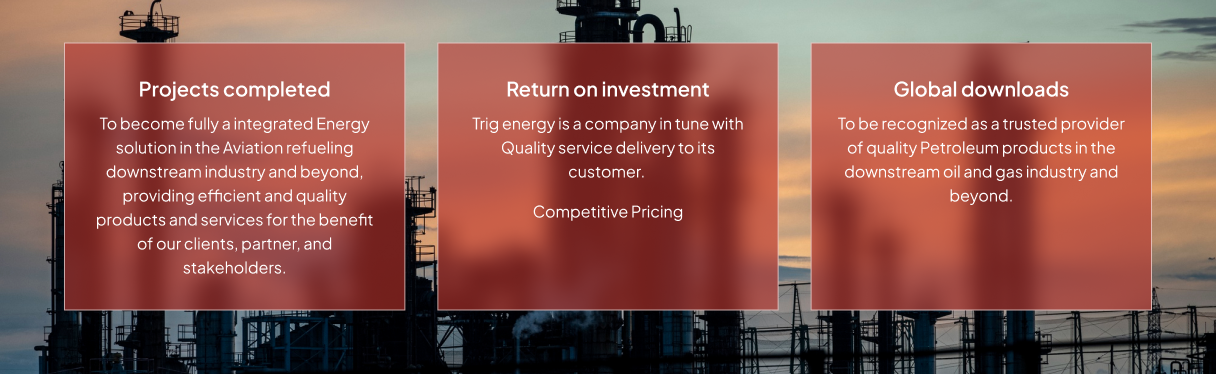 Projects completed
To become fully a integrated Energy
solution in the Aviation refueling
downstream industry and beyond,
providing efficient and quality
products and services for the benefit
of our clients, partner, and
stakeholders.
Return on investment
Trig energy is a company in tune with
Quality service delivery to its
customer.
Competitive Pricing
Global downloads
To be recognized as a trusted provider
of quality Petroleum products in the
downstream oil and gas industry and
beyond.